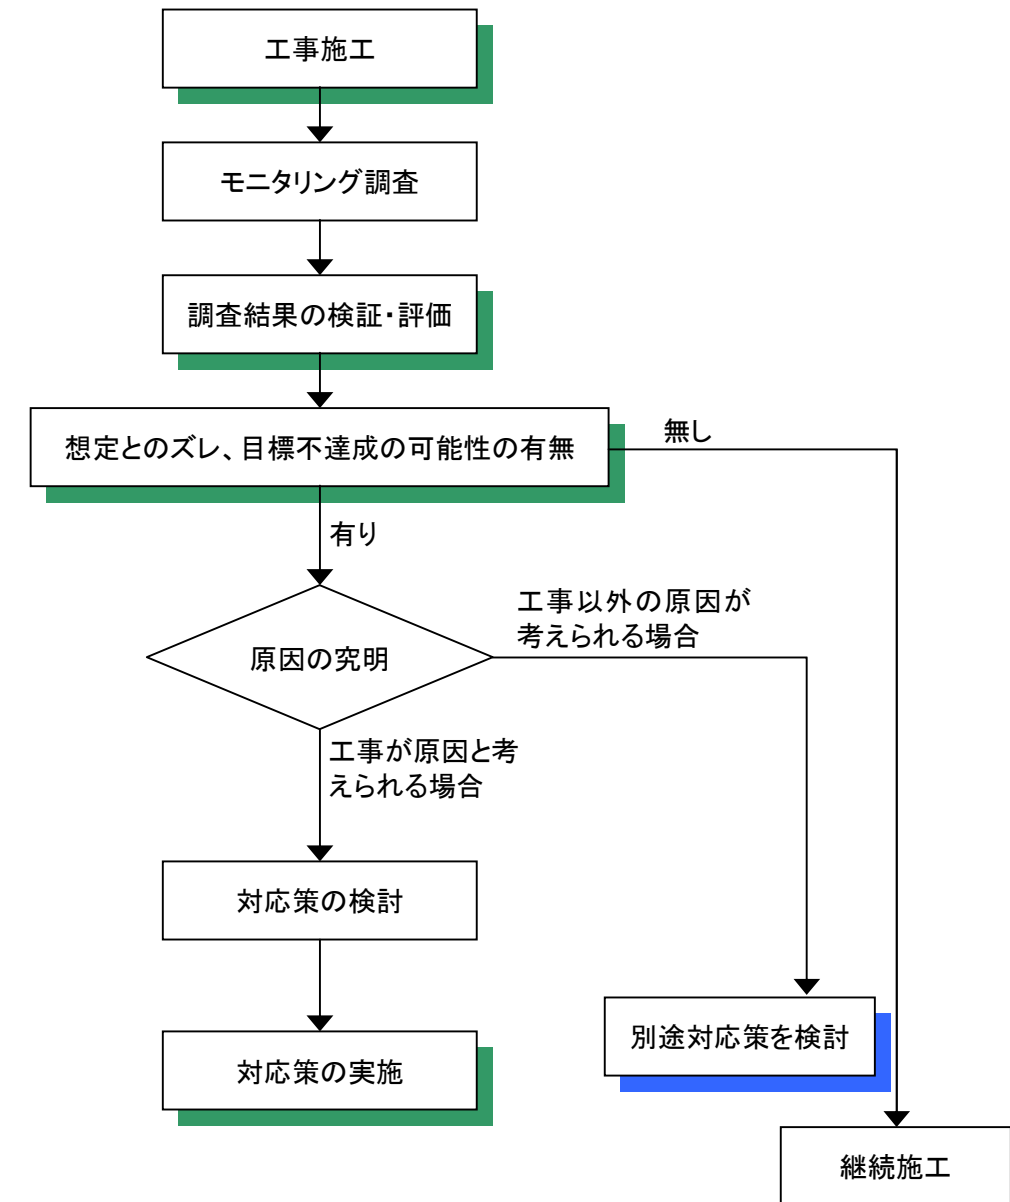 工事施工
モニタリング調査
調査結果の検証・評価
想定とのズレ、目標不達成の可能性の有無
無し
有り
工事以外の原因が
考えられる場合
原因の究明
工事が原因と考
えられる場合
対応策の検討
別途対応策を検討
対応策の実施
継続施工